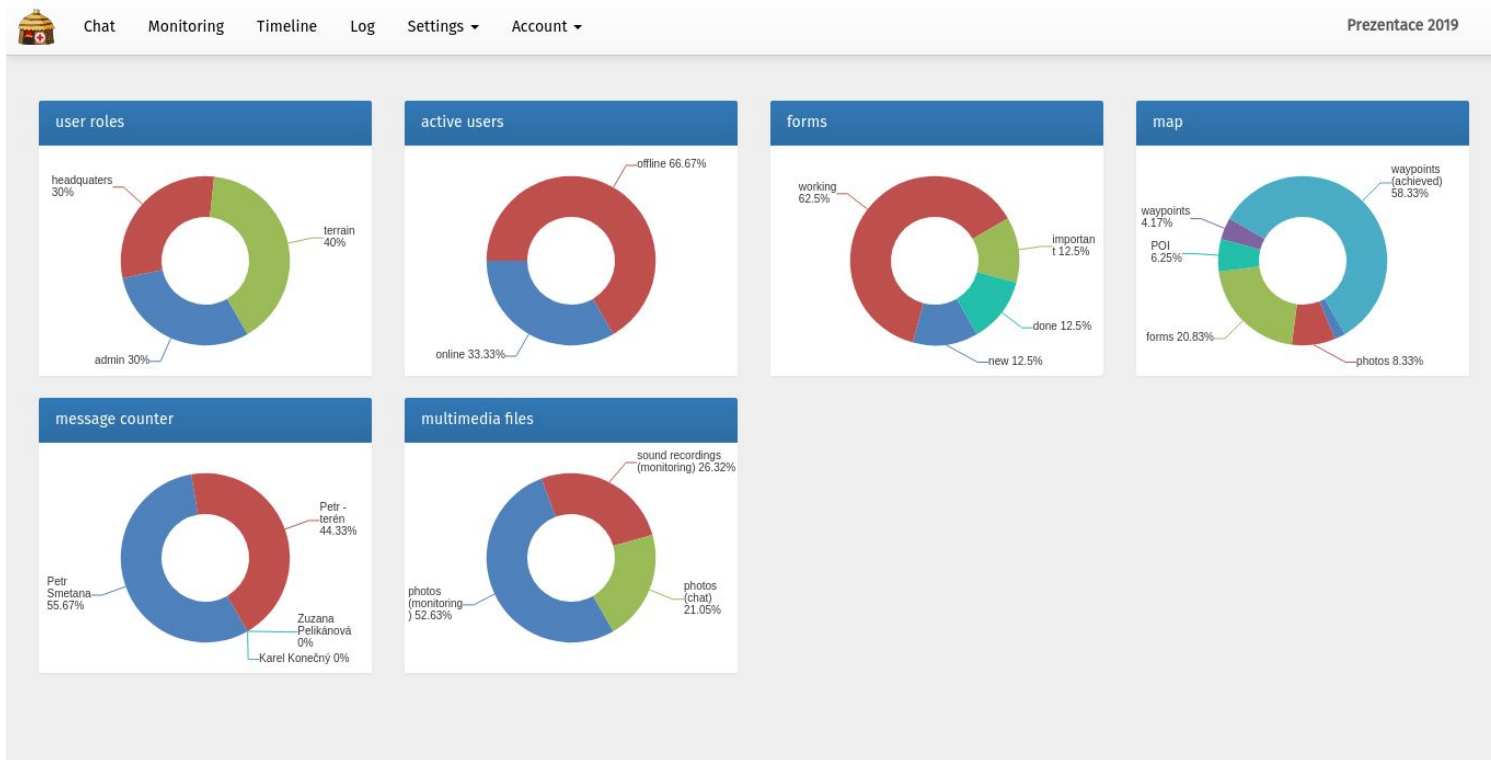 Chat Monitoring Timeline Log Settings Account Prezentace 2019
user roles
headquaters
30%
terrain
40%
admin 30%
active users
offline 66.67%
online 33.33%
forms
working
62.5%
importan
t 12.5%
done 12.5%
new 12.5%
map
waypoints
(achieved)
58.33%
waypoints
4.17%
POI
6.25%
forms 20.83%
photos 8.33%
message counter
Petr -
terén
44.33%
Petr
Smetana
55.67%
Zuzana
Pelikánová
0%
Karel Konečný 0%
multimedia files
sound recordings
(monitoring) 26.32%
photos
(monitoring
) 52.63%
photos
(chat)
21.05%